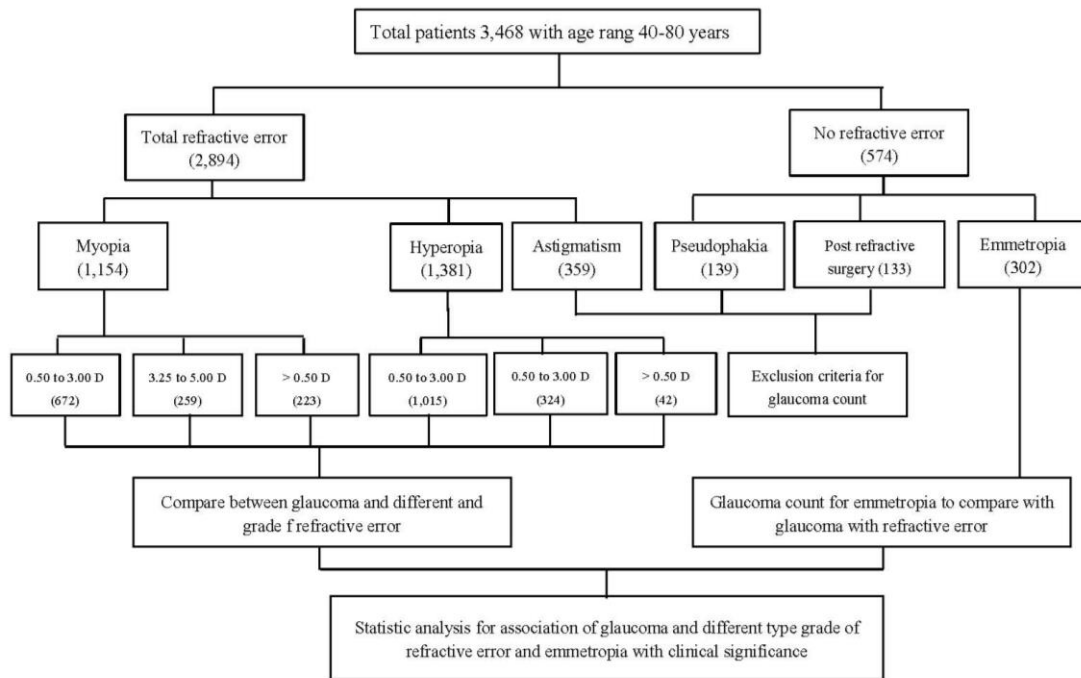 Total patients 3,468 with age rang 40-80 years
Total refractive error
(2,894)
No refractive error
(574)
Myopia
(1,154)
Hyperopia
(1,381)
Astigmatism
(359)
Pseudophakia
(139)
Post refractive
surgery (133)
Emmetropia
(302)
0.50 to 3.00 D
(672)
3.25 to 5.00 D
(259)
> 0.50 D
(223)
0.50 to 3.00 D
(1,015)
0.50 to 3.00 D
(324)
> 0.50 D
(42)
Exclusion criteria for
glaucoma count
Compare between glaucoma and different and
grade f refractive error
Glaucoma count for emmetropia to compare with
glaucoma with refractive error
Statistic analysis for association of glaucoma and different type grade of
refractive error and emmetropia with clinical significance